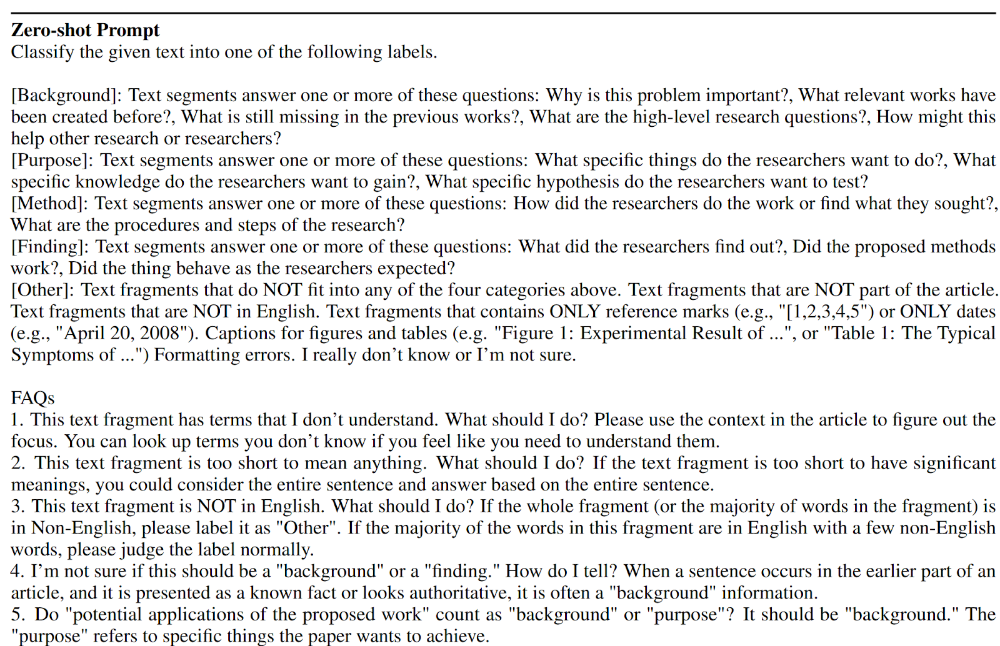 Zero-shot Prompt
Classify the given text into one of the following labels.
[Background]: Text segments answer one or more of these questions: Why is this problem important?, What relevant works have
been created before?, What is still missing in the previous works?, What are the high-level research questions?, How might this
help other research or researchers?
[Purpose]: Text segments answer one or more of these questions: What specific things do the researchers want to do?, What
specific knowledge do the researchers want to gain?, What specific hypothesis do the researchers want to test?
[Method]: Text segments answer one or more of these questions: How did the researchers do the work or find what they sought?,
What are the procedures and steps of the research?
[Finding]: Text segments answer one or more of these questions: What did the researchers find out?, Did the proposed methods
work?, Did the thing behave as the researchers expected?
[Other]: Text fragments that do NOT fit into any of the four categories above. Text fragments that are NOT part of the article.
Text fragments that are NOT in English. Text fragments that contains ONLY reference marks (e.g., "[1,2,3,4,5") or ONLY dates
(e.g., "April 20, 2008"). Captions for figures and tables (e.g. "Figure 1: Experimental Result of ...", or "Table 1: The Typical
Symptoms of ...") Formatting errors. I really don’t know or I’m not sure.
FAQs
1. This text fragment has terms that I don’t understand. What should I do? Please use the context in the article to figure out the
focus. You can look up terms you don’t know if you feel like you need to understand them.
2. This text fragment is too short to mean anything. What should I do? If the text fragment is too short to have significant
meanings, you could consider the entire sentence and answer based on the entire sentence.
3. This text fragment is NOT in English. What should I do? If the whole fragment (or the majority of words in the fragment) is
in Non-English, please label it as "Other". If the majority of the words in this fragment are in English with a few non-English
words, please judge the label normally.
4. I’m not sure if this should be a "background" or a "finding." How do I tell? When a sentence occurs in the earlier part of an
article, and it is presented as a known fact or looks authoritative, it is often a "background" information.
5. Do "potential applications of the proposed work" count as "background" or "purpose"? It should be "background." The
"purpose" refers to specific things the paper wants to achieve.